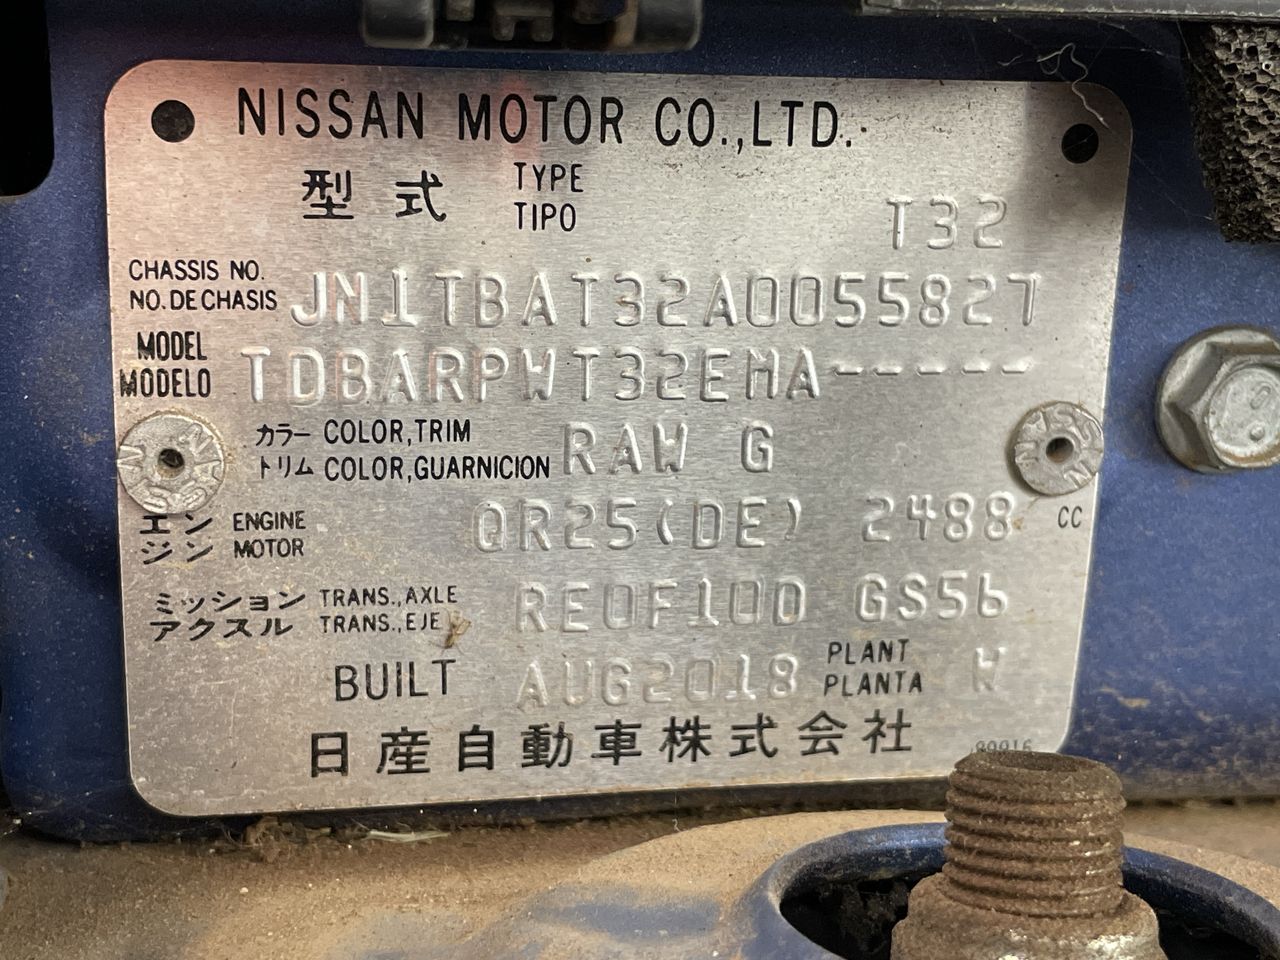 NISSAN MOTOR CO.,LTD.
型式 TYPE TIPO T32
CHASSIS NO.
NO. DE CHASIS JN1TBAT32A0055827
MODEL
MODELO TDBARPWT32EMA-----
カラー COLOR,TRIM
トリム COLOR,GUARNICION RAW G
エン ENGINE
ジン MOTOR QR25(DE) 2488 CC
ミッション TRANS.,AXLE
アクスル TRANS.,EJE RE0F10D GS56
BUILT AUG2018 PLANT PLANTA W
日産自動車株式会社